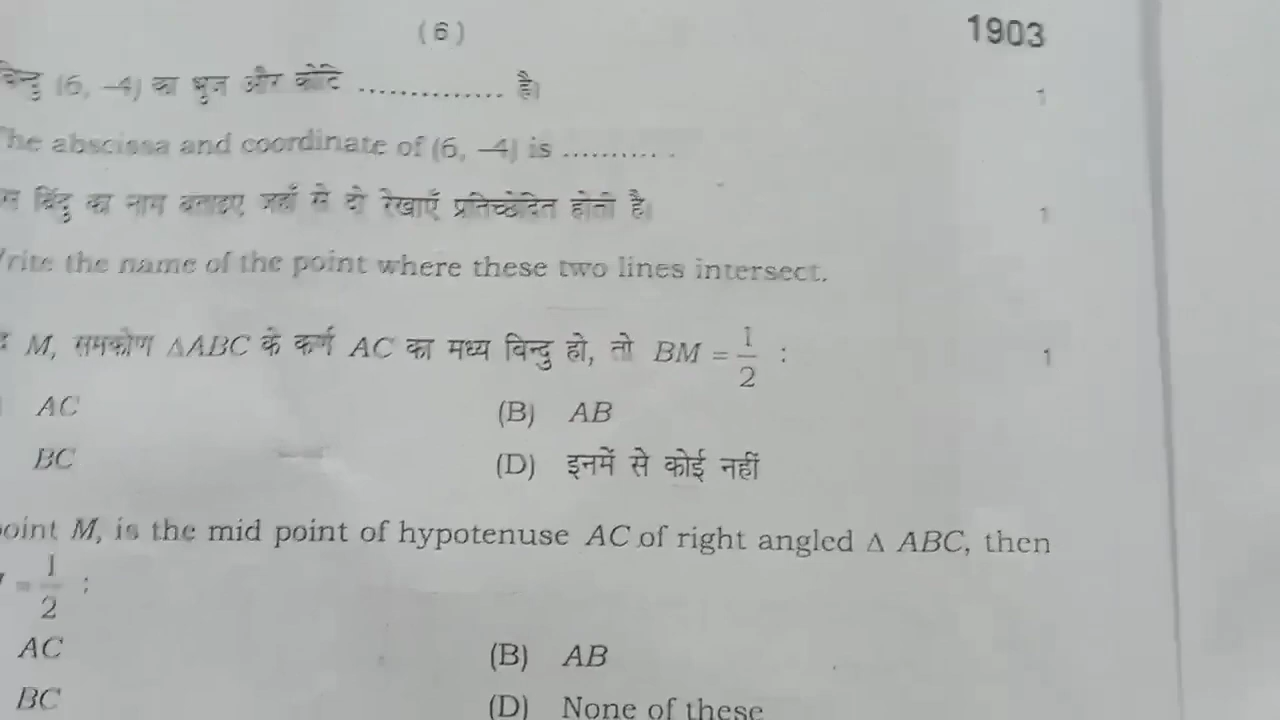 (6)
1903
बिन्दु (6, –4) का भुज और कोटि .............. है।
1
The abscissa and coordinate of (6, –4) is ...........
बिंदु का नाम बताइए जहाँ से दो रेखाएँ प्रतिच्छेदित होती है।
1
Write the name of the point where these two lines intersect.
M, समकोण ΔABC के कर्ण AC का मध्य बिन्दु हो, तो BM = 1/2 :
1
AC
(B) AB
BC
(D) इनमें से कोई नहीं
point M, is the mid point of hypotenuse AC of right angled Δ ABC, then
= 1/2 :
AC
(B) AB
BC
(D) None of these